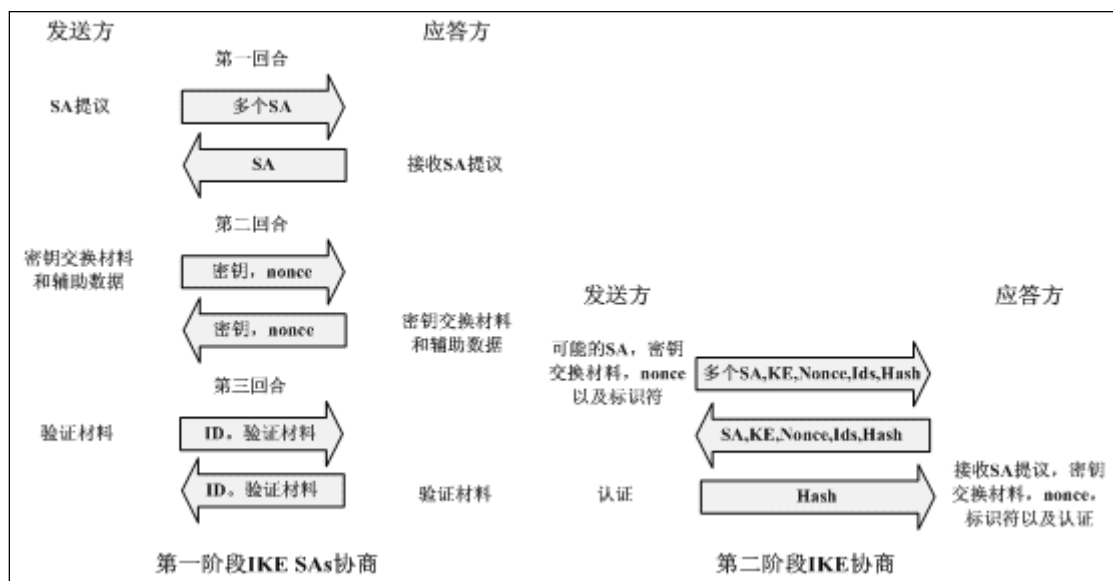 发送方
应答方
第一回合
SA提议
多个SA
SA
接收SA提议
第二回合
密钥交换材料
和辅助数据
密钥，nonce
密钥，nonce
密钥交换材料
和辅助数据
第三回合
验证材料
ID。验证材料
ID。验证材料
验证材料
第一阶段IKE SAs协商
发送方
应答方
可能的SA，密钥
交换材料，nonce
以及标识符
多个SA,KE,Nonce,Ids,Hash
SA,KE,Nonce,Ids,Hash
认证
Hash
接收SA提议，密钥
交换材料，nonce，
标识符以及认证
第二阶段IKE协商